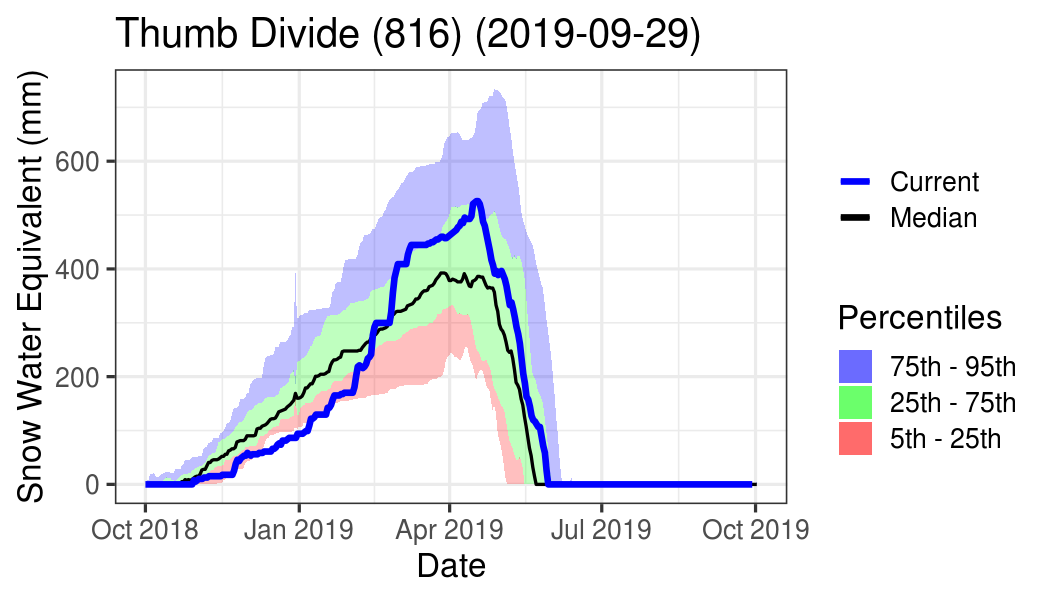 Thumb Divide (816) (2019-09-29)
Snow Water Equivalent (mm)
600
400
200
0
Oct 2018
Jan 2019
Apr 2019
Jul 2019
Oct 2019
Date
Current
Median
Percentiles
75th - 95th
25th - 75th
5th - 25th